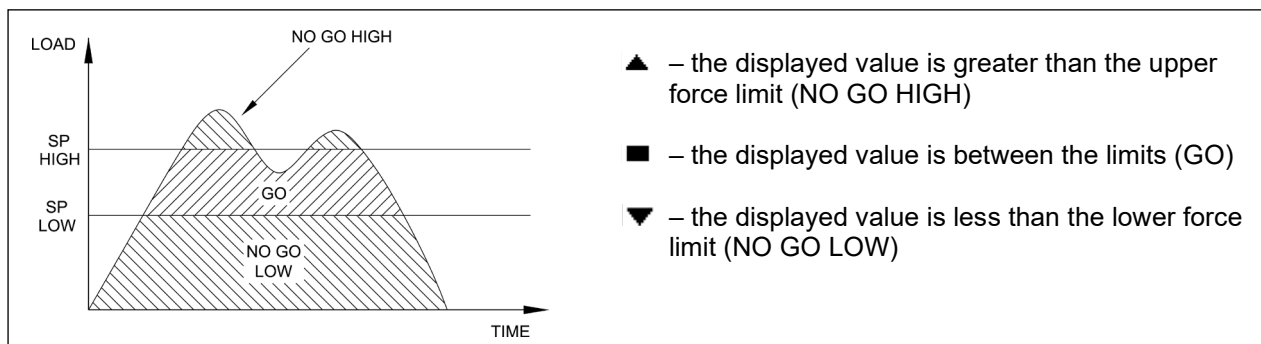 LOAD
NO GO HIGH
SP
HIGH
GO
SP
LOW
NO GO
LOW
TIME
▲ – the displayed value is greater than the upper
force limit (NO GO HIGH)
■ – the displayed value is between the limits (GO)
▼ – the displayed value is less than the lower force
limit (NO GO LOW)